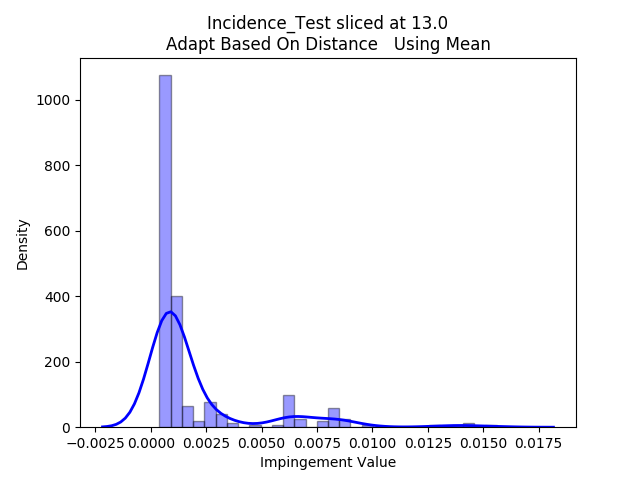 Incidence_Test sliced at 13.0
Adapt Based On Distance   Using Mean
1000
800
600
400
200
0
Density
−0.0025 0.0000 0.0025 0.0050 0.0075 0.0100 0.0125 0.0150 0.0175
Impingement Value